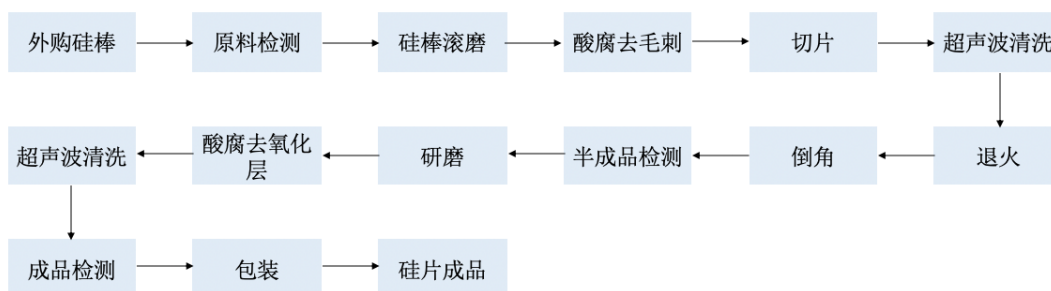 外购硅棒
原料检测
硅棒滚磨
酸腐去毛刺
切片
超声波清洗
退火
倒角
半成品检测
研磨
酸腐去氧化
层
超声波清洗
成品检测
包装
硅片成品